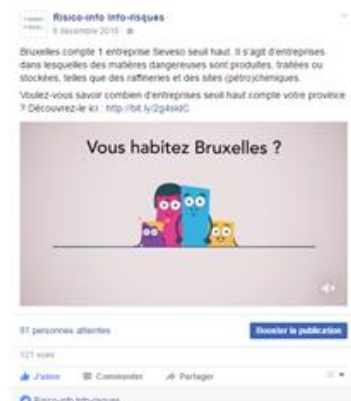 Risico-info Info-risques
6 décembre 2016
Bruxelles compte 1 entreprise Seveso seuil haut. Il s'agit d'entreprises
dans lesquelles des matières dangereuses sont produites, traitées ou
stockées, telles que des raffineries et des sites (pétro)chimiques.
Voulez-vous savoir combien d'entreprises seuil haut compte votre province
? Découvrez-le ici :
Vous habitez Bruxelles ?
81 personnes atteintes
Booster la publication
121 vues
J'aime Commenter Partager
Risico-info Info-risques